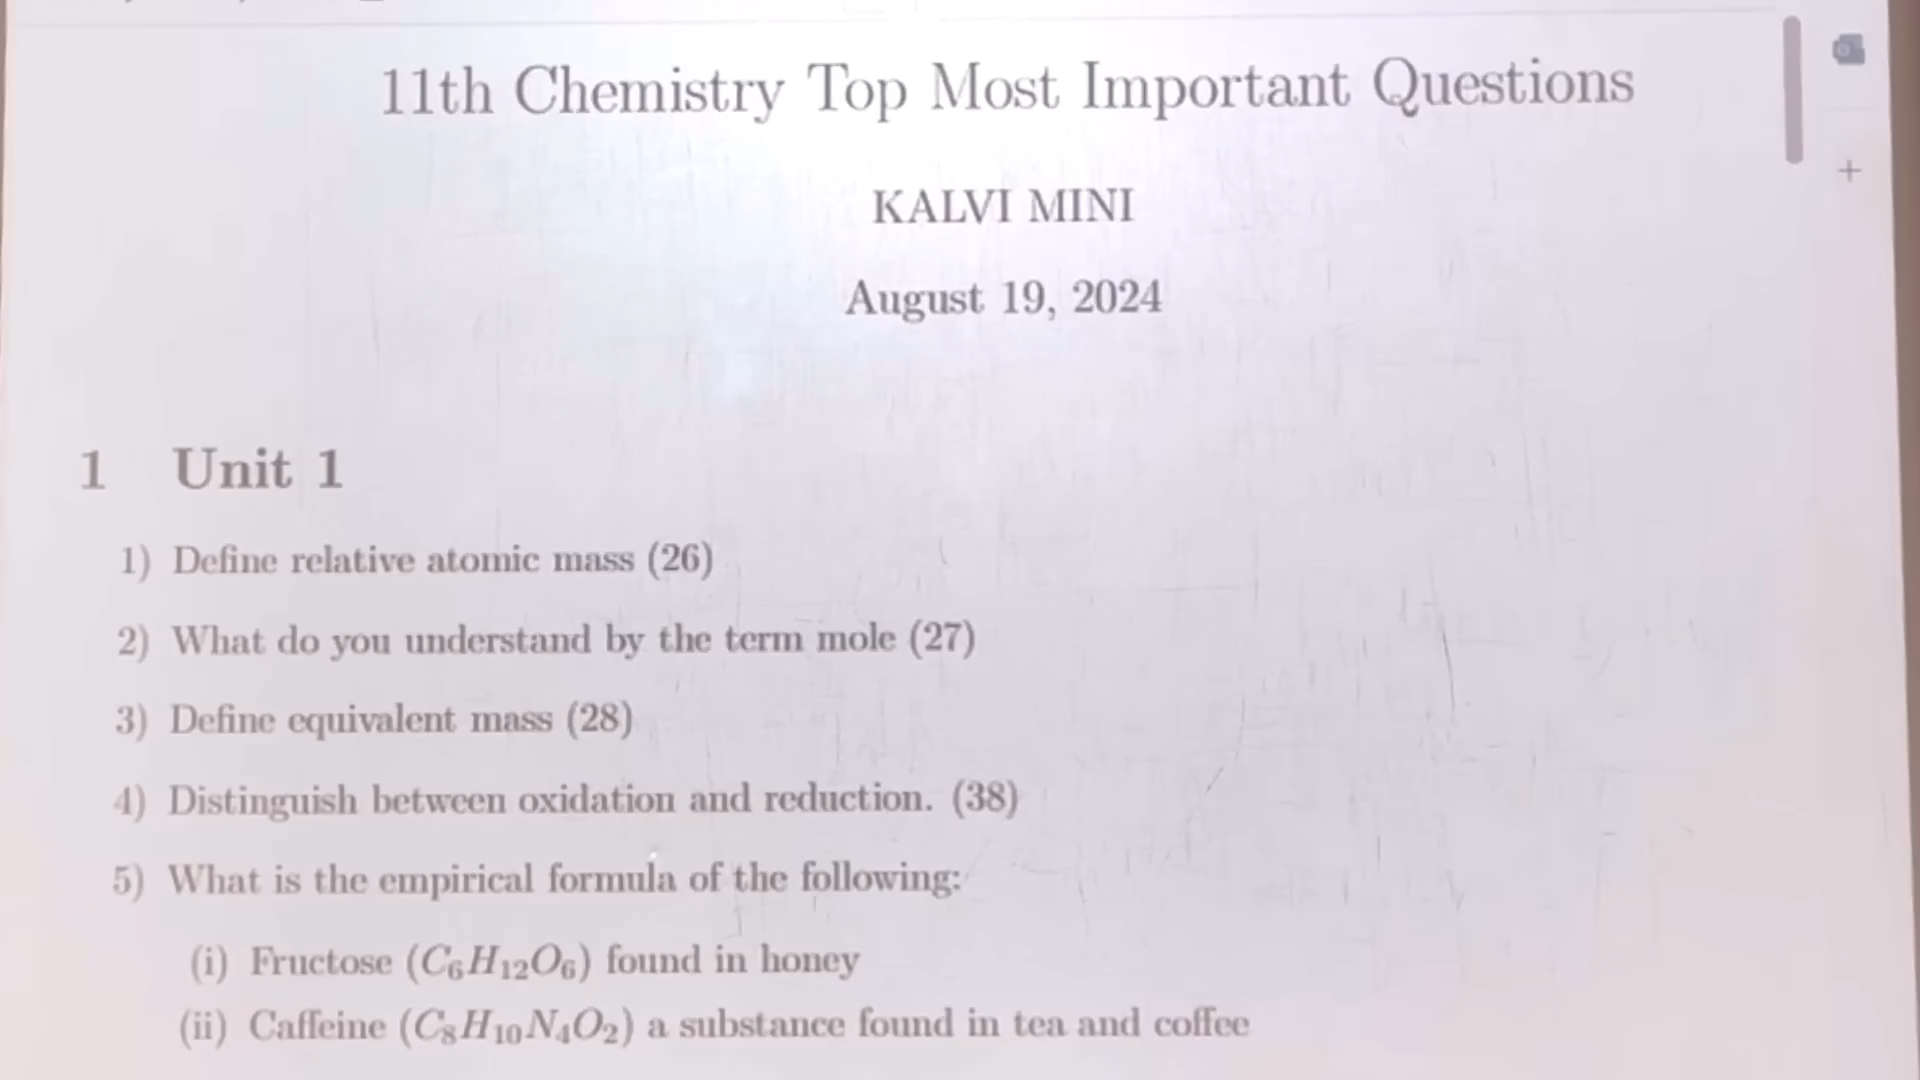 11th Chemistry Top Most Important Questions
KALVI MINI
August 19, 2024
1 Unit 1
1) Define relative atomic mass (26)
2) What do you understand by the term mole (27)
3) Define equivalent mass (28)
4) Distinguish between oxidation and reduction. (38)
5) What is the empirical formula of the following:
(i) Fructose (C₆H₁₂O₆) found in honey
(ii) Caffeine (C₈H₁₀N₄O₂) a substance found in tea and coffee